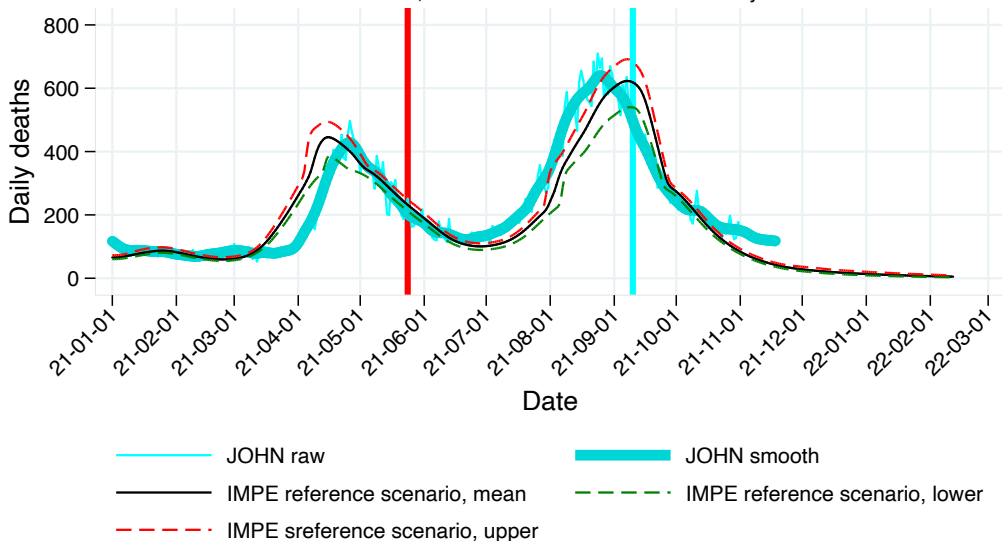 800
600
400
200
0
Daily deaths
21-01-01
21-02-01
21-03-01
21-04-01
21-05-01
21-06-01
21-07-01
21-08-01
21-09-01
21-10-01
21-11-01
21-12-01
22-01-01
22-02-01
22-03-01
Date
JOHN raw
JOHN smooth
IMPE reference scenario, mean
IMPE reference scenario, lower
IMPE sreference scenario, upper